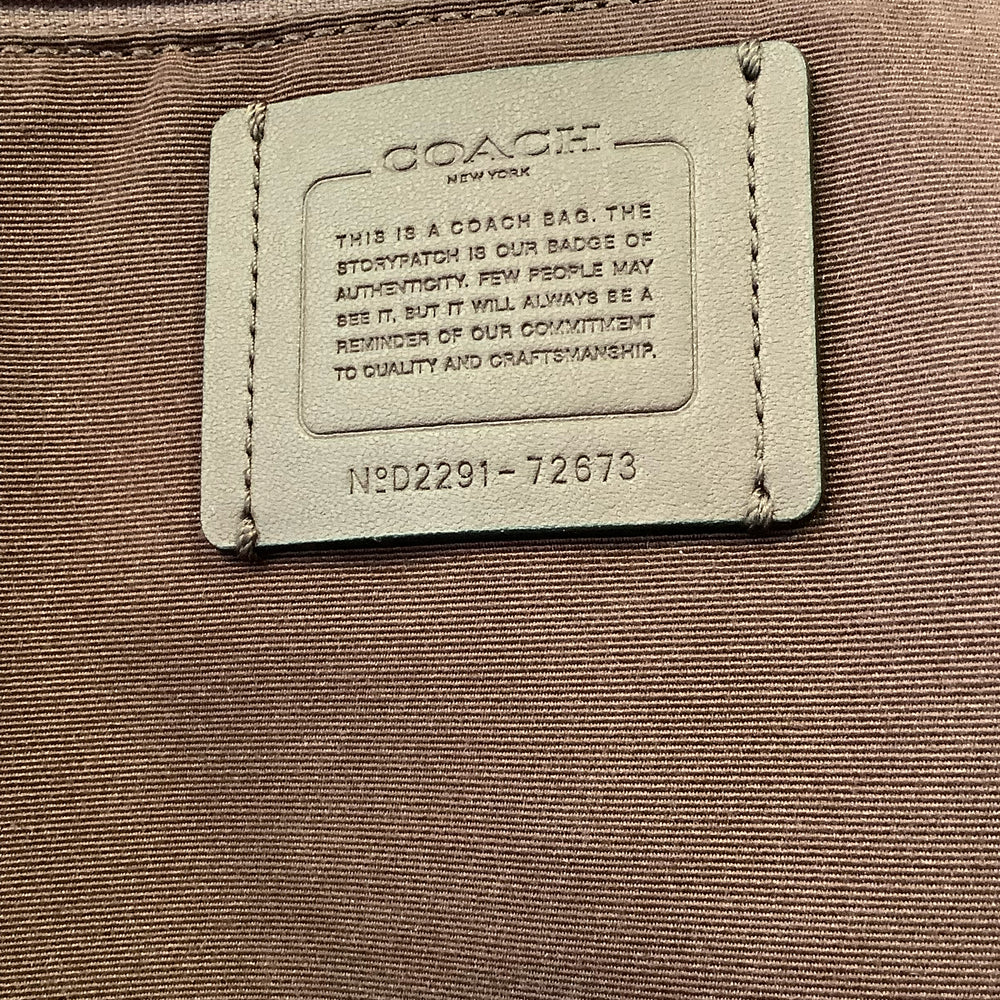 COACH
NEW YORK
THIS IS A COACH BAG. THE
STORYPATCH IS OUR BADGE OF
AUTHENTICITY. FEW PEOPLE MAY
SEE IT, BUT IT WILL ALWAYS BE A
REMINDER OF OUR COMMITMENT
TO QUALITY AND CRAFTSMANSHIP.
NºD2291-72673